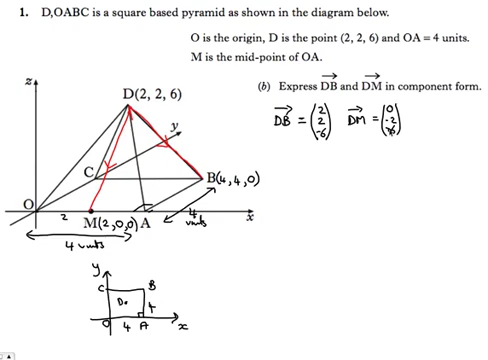 1. D,OABC is a square based pyramid as shown in the diagram below.
O is the origin, D is the point (2, 2, 6) and OA = 4 units.
M is the mid-point of OA.
(b) Express DB and DM in component form.
DB = (2 2 -6) DM = (0 -2 -6)
z
D(2, 2, 6)
y
C
B(4,4,0)
O
2
M(2,0,0) A
4 units
x
4 units
y
C B
D
4
O 4 A x